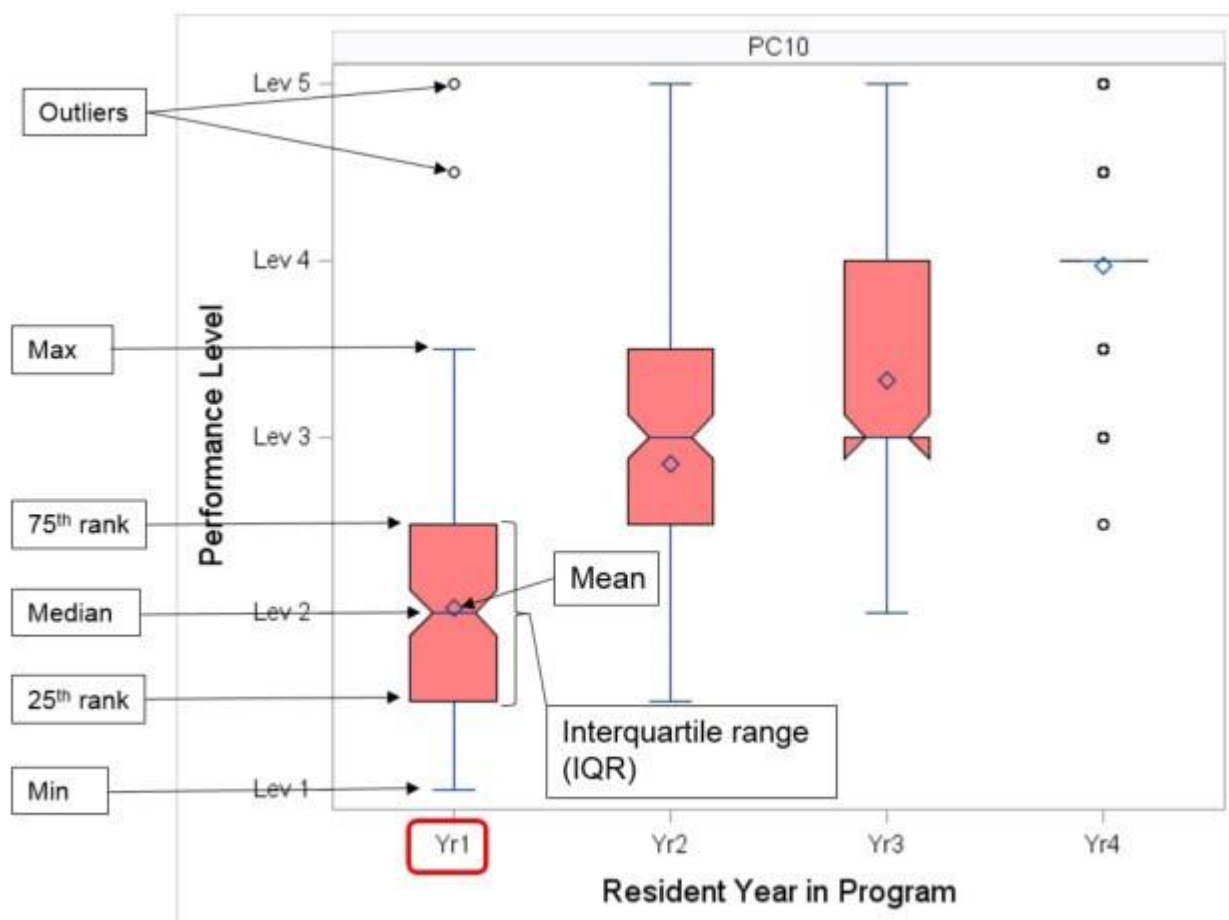 PC10
Outliers
Lev 5
Lev 4
Max
Performance Level
Lev 3
75th rank
Mean
Median
Lev 2
25th rank
Interquartile range
(IQR)
Min
Lev 1
Yr1
Yr2
Yr3
Yr4
Resident Year in Program